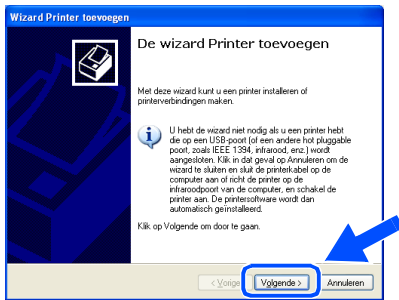 Wizard Printer toevoegen
De wizard Printer toevoegen
Met deze wizard kunt u een printer installeren of
printerverbindingen maken.
U hebt de wizard niet nodig als u een printer hebt
die op een USB-poort (of een andere hot pluggable
poort, zoals IEEE 1394, infrarood, enz.) wordt
aangesloten. Klik in dat geval op Annuleren om de
wizard te sluiten en sluit de printerkabel op de
computer aan of richt de printer op de
infraroodpoort van de computer, en schakel de
printer aan. De printersoftware wordt dan
automatisch geïnstalleerd.
Klik op Volgende om door te gaan.
< Vorige Volgende > Annuleren